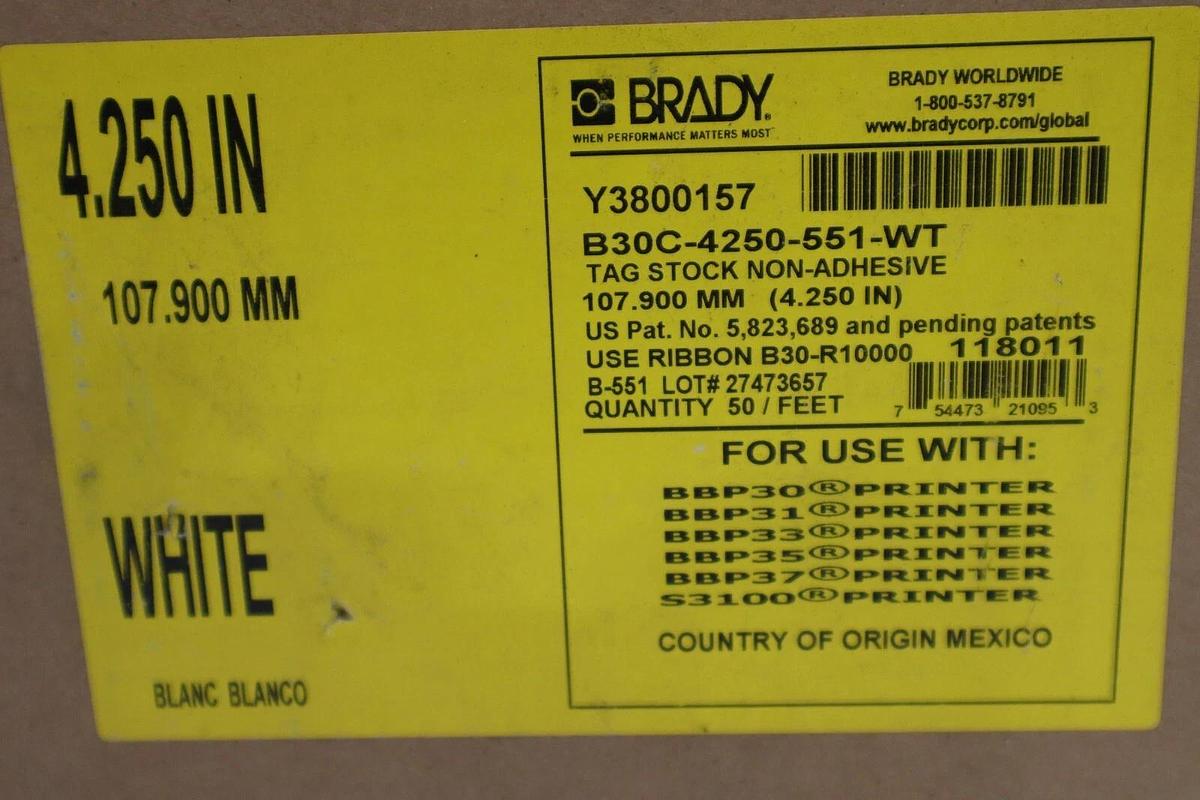 4.250 IN
107.900 MM
WHITE
BLANC BLANCO
BRADY®
WHEN PERFORMANCE MATTERS MOST™
BRADY WORLDWIDE
1-800-537-8791
www.bradycorp.com/global
Y3800157
B30C-4250-551-WT
TAG STOCK NON-ADHESIVE
107.900 MM (4.250 IN)
US Pat. No. 5,823,689 and pending patents
USE RIBBON B30-R10000 118011
B-551 LOT# 27473657
QUANTITY 50 / FEET
7 54473 21095 3
FOR USE WITH:
BBP30®PRINTER
BBP31®PRINTER
BBP33®PRINTER
BBP35®PRINTER
BBP37®PRINTER
S3100®PRINTER
COUNTRY OF ORIGIN MEXICO